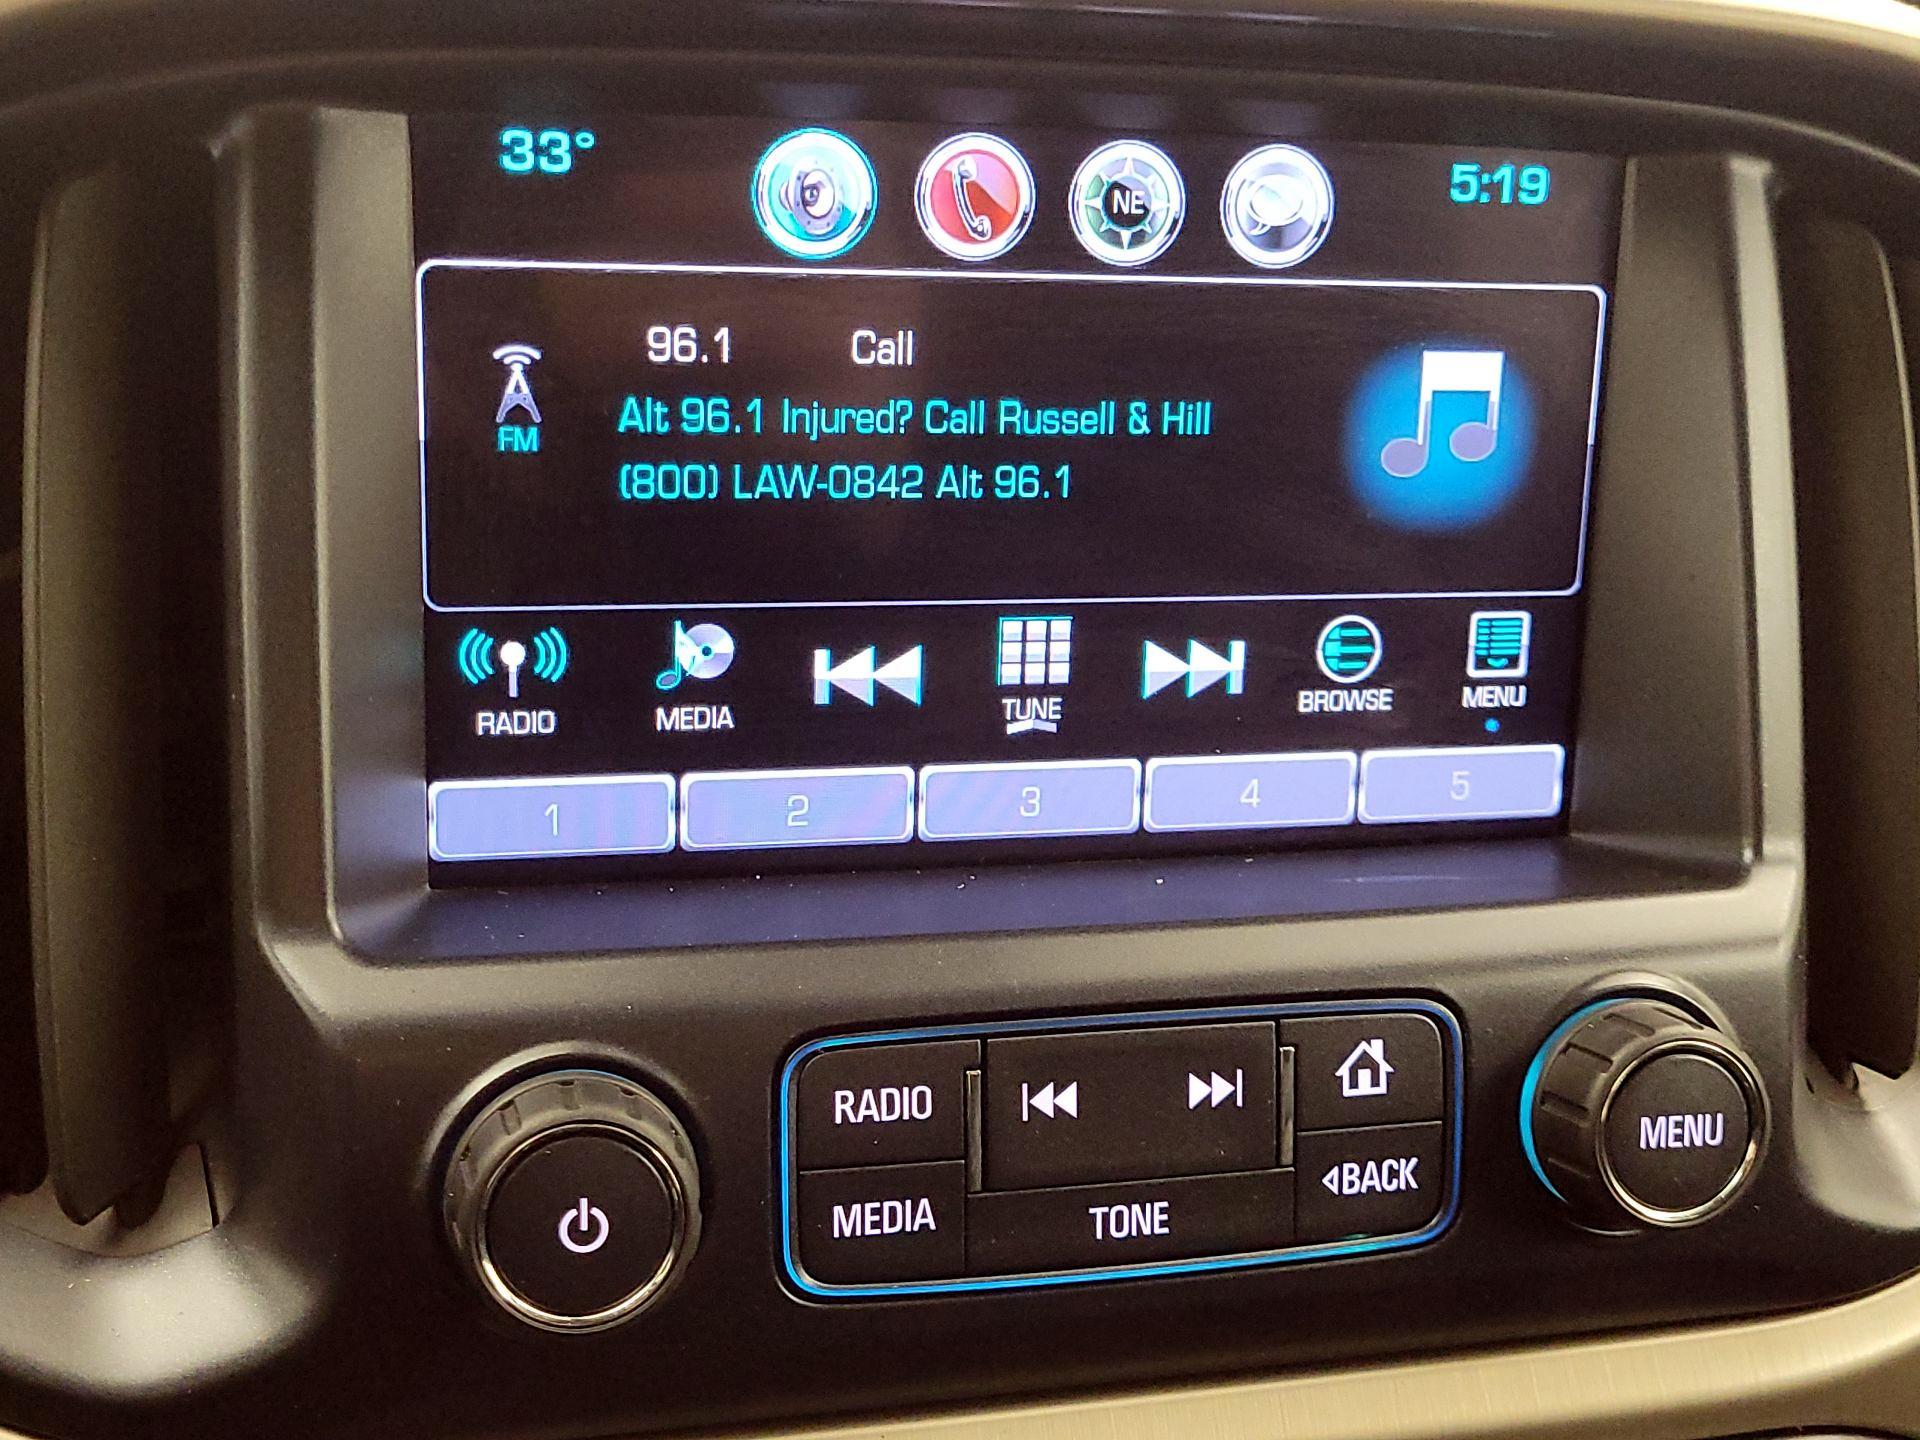 33°
NE
5:19
96.1 Call
FM
Alt 96.1 Injured? Call Russell & Hill
(800) LAW-0842 Alt 96.1
RADIO
MEDIA
TUNE
BROWSE
MENU
1
2
3
4
5
RADIO
MEDIA
TONE
BACK
MENU